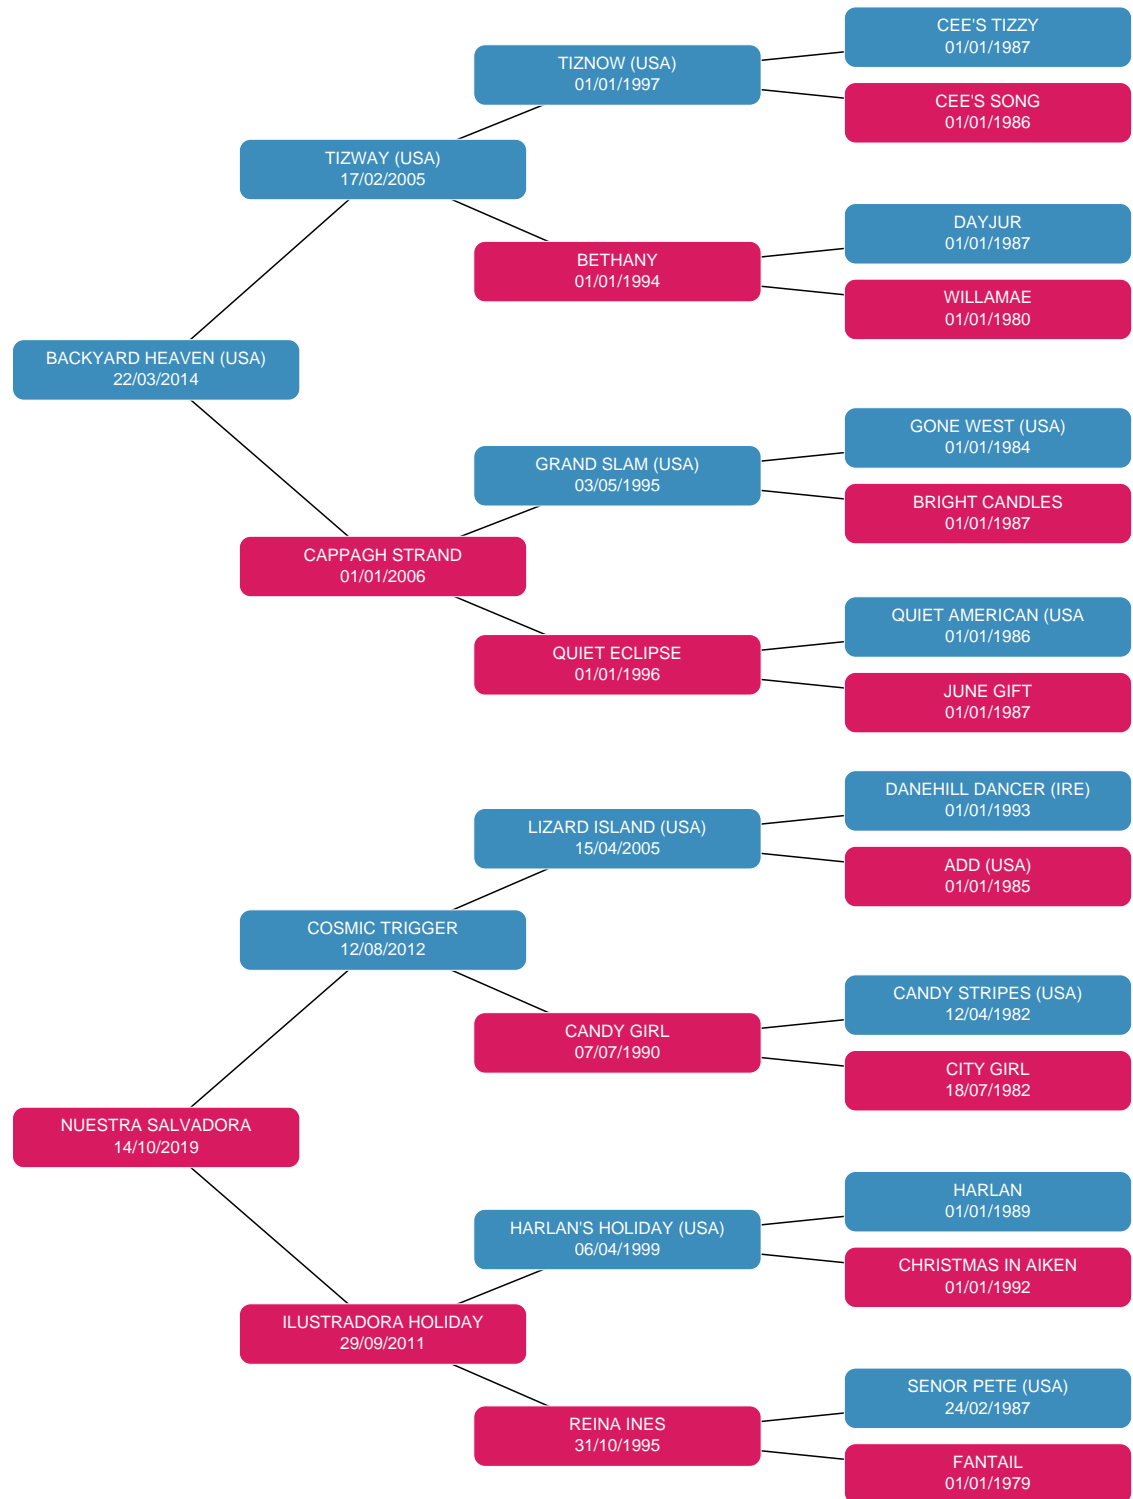 CEE'S TIZZY
01/01/1987
TIZNOW (USA)
01/01/1997
CEE'S SONG
01/01/1986
TIZWAY (USA)
17/02/2005
DAYJUR
01/01/1987
BETHANY
01/01/1994
WILLAMAE
01/01/1980
BACKYARD HEAVEN (USA)
22/03/2014
GONE WEST (USA)
01/01/1984
GRAND SLAM (USA)
03/05/1995
BRIGHT CANDLES
01/01/1987
CAPPAGH STRAND
01/01/2006
QUIET AMERICAN (USA
01/01/1986
QUIET ECLIPSE
01/01/1996
JUNE GIFT
01/01/1987
DANEHILL DANCER (IRE)
01/01/1993
LIZARD ISLAND (USA)
15/04/2005
ADD (USA)
01/01/1985
COSMIC TRIGGER
12/08/2012
CANDY STRIPES (USA)
12/04/1982
CANDY GIRL
07/07/1990
CITY GIRL
18/07/1982
NUESTRA SALVADORA
14/10/2019
HARLAN
01/01/1989
HARLAN'S HOLIDAY (USA)
06/04/1999
CHRISTMAS IN AIKEN
01/01/1992
ILUSTRADORA HOLIDAY
29/09/2011
SENOR PETE (USA)
24/02/1987
REINA INES
31/10/1995
FANTAIL
01/01/1979